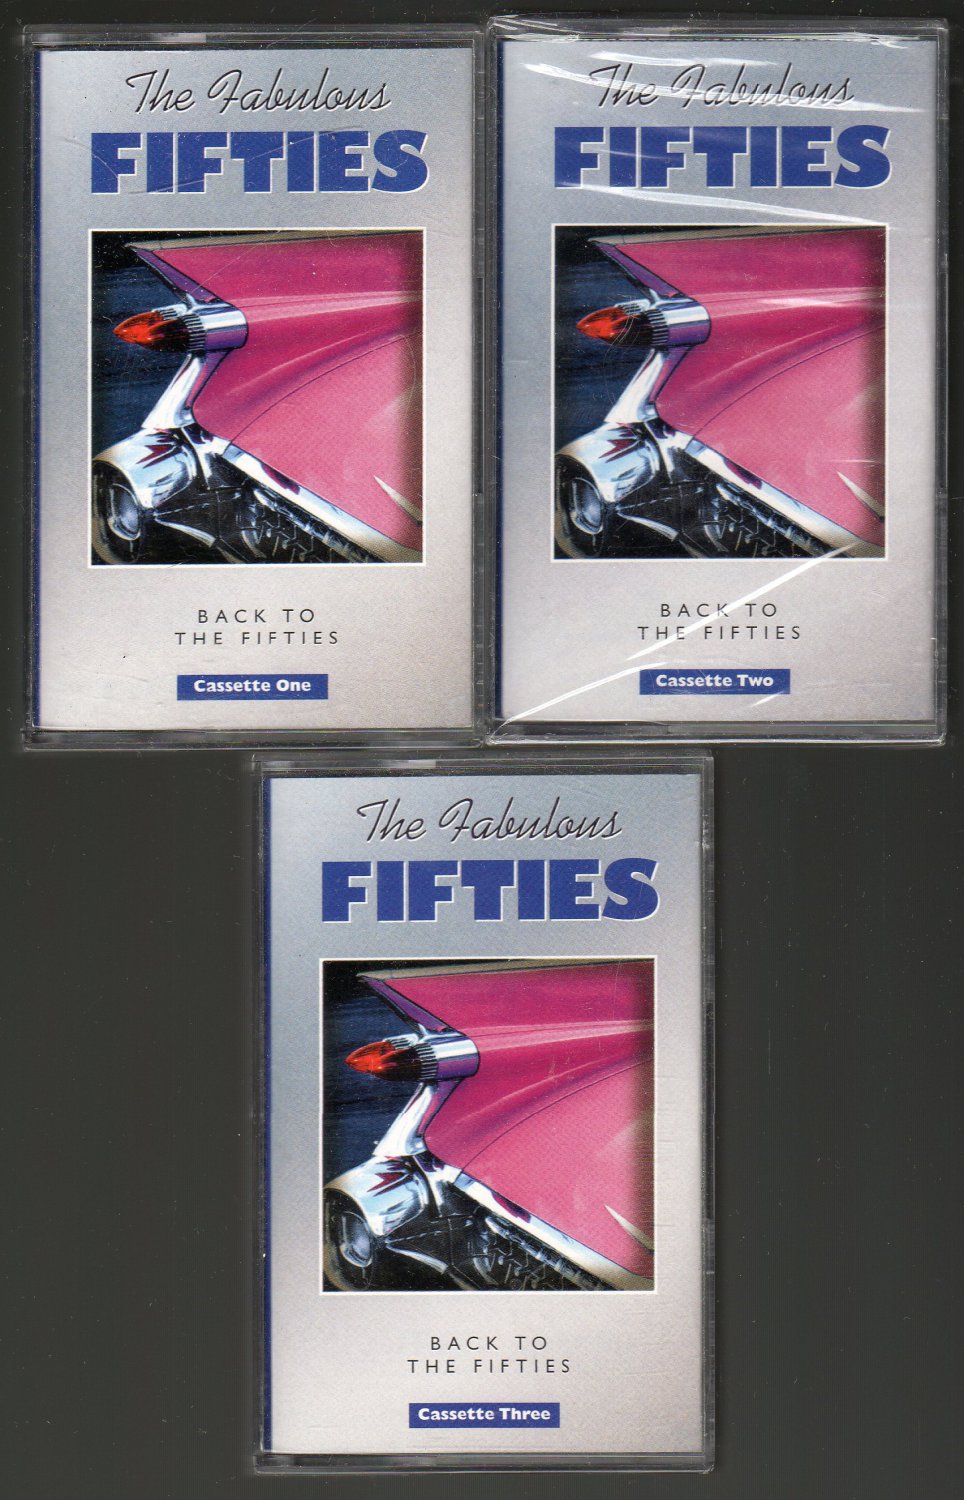 The Fabulous
FIFTIES
BACK TO
THE FIFTIES
Cassette One
The Fabulous
FIFTIES
BACK TO
THE FIFTIES
Cassette Two
The Fabulous
FIFTIES
BACK TO
THE FIFTIES
Cassette Three